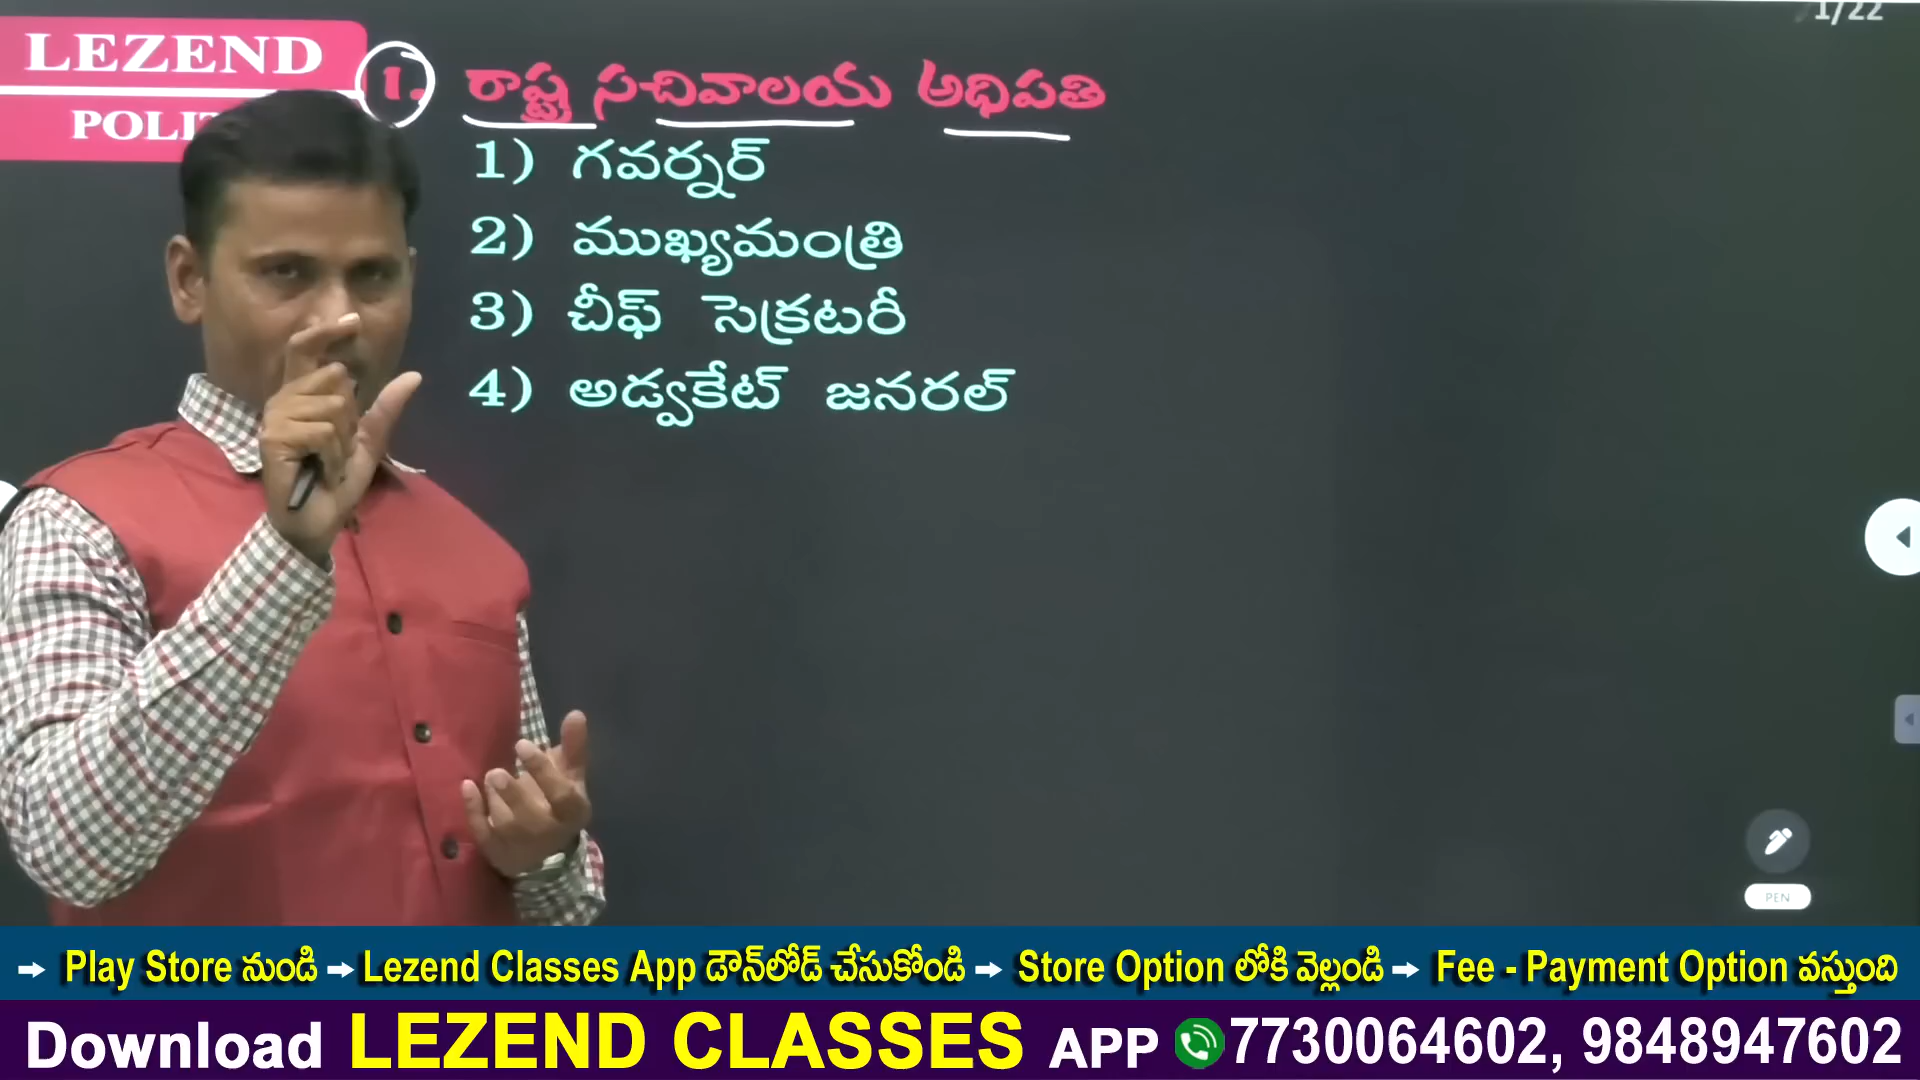 LEZEND
1. రాష్ట్ర సచివాలయ అధిపతి
1) గవర్నర్
2) ముఖ్యమంత్రి
3) చీఫ్ సెక్రటరీ
4) అడ్వకేట్ జనరల్
1/22
PEN
→ Play Store నుండి → Lezend Classes App డౌన్‌లోడ్ చేసుకోండి → Store Option లోకి వెల్లండి → Fee - Payment Option వస్తుంది
Download LEZEND CLASSES APP 7730064602, 9848947602